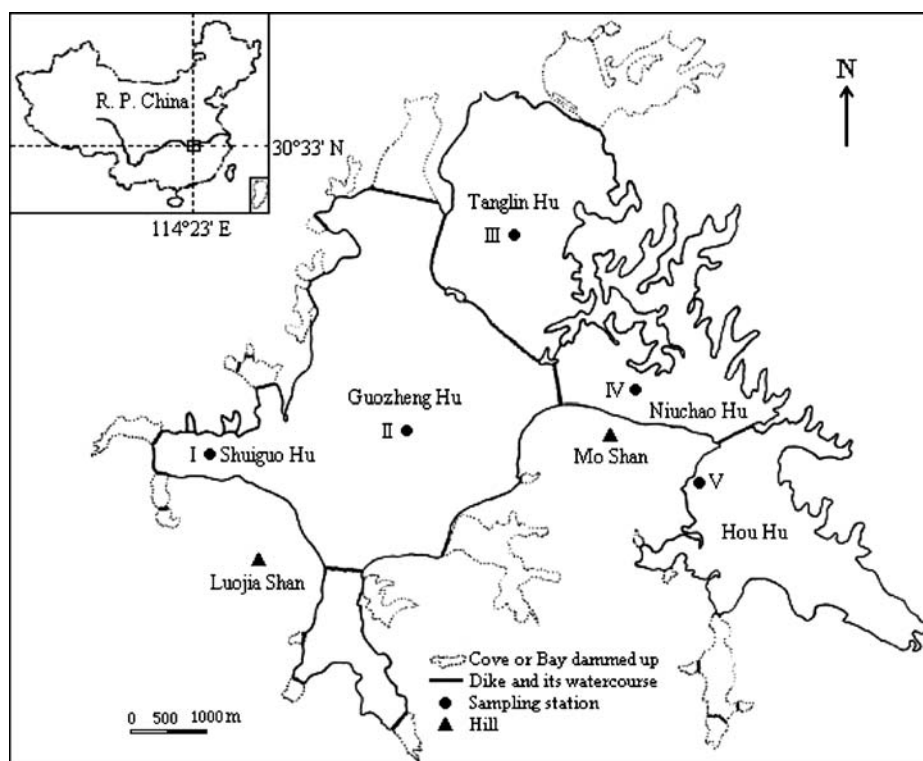 R. P. China
30°33' N
114°23' E
N
Tanglin Hu
III
Guozheng Hu
II
IV
Niuchao Hu
I Shuiguo Hu
Mo Shan
V
Hou Hu
Luojia Shan
Cove or Bay dammed up
Dike and its watercourse
Sampling station
Hill
0 500 1000 m